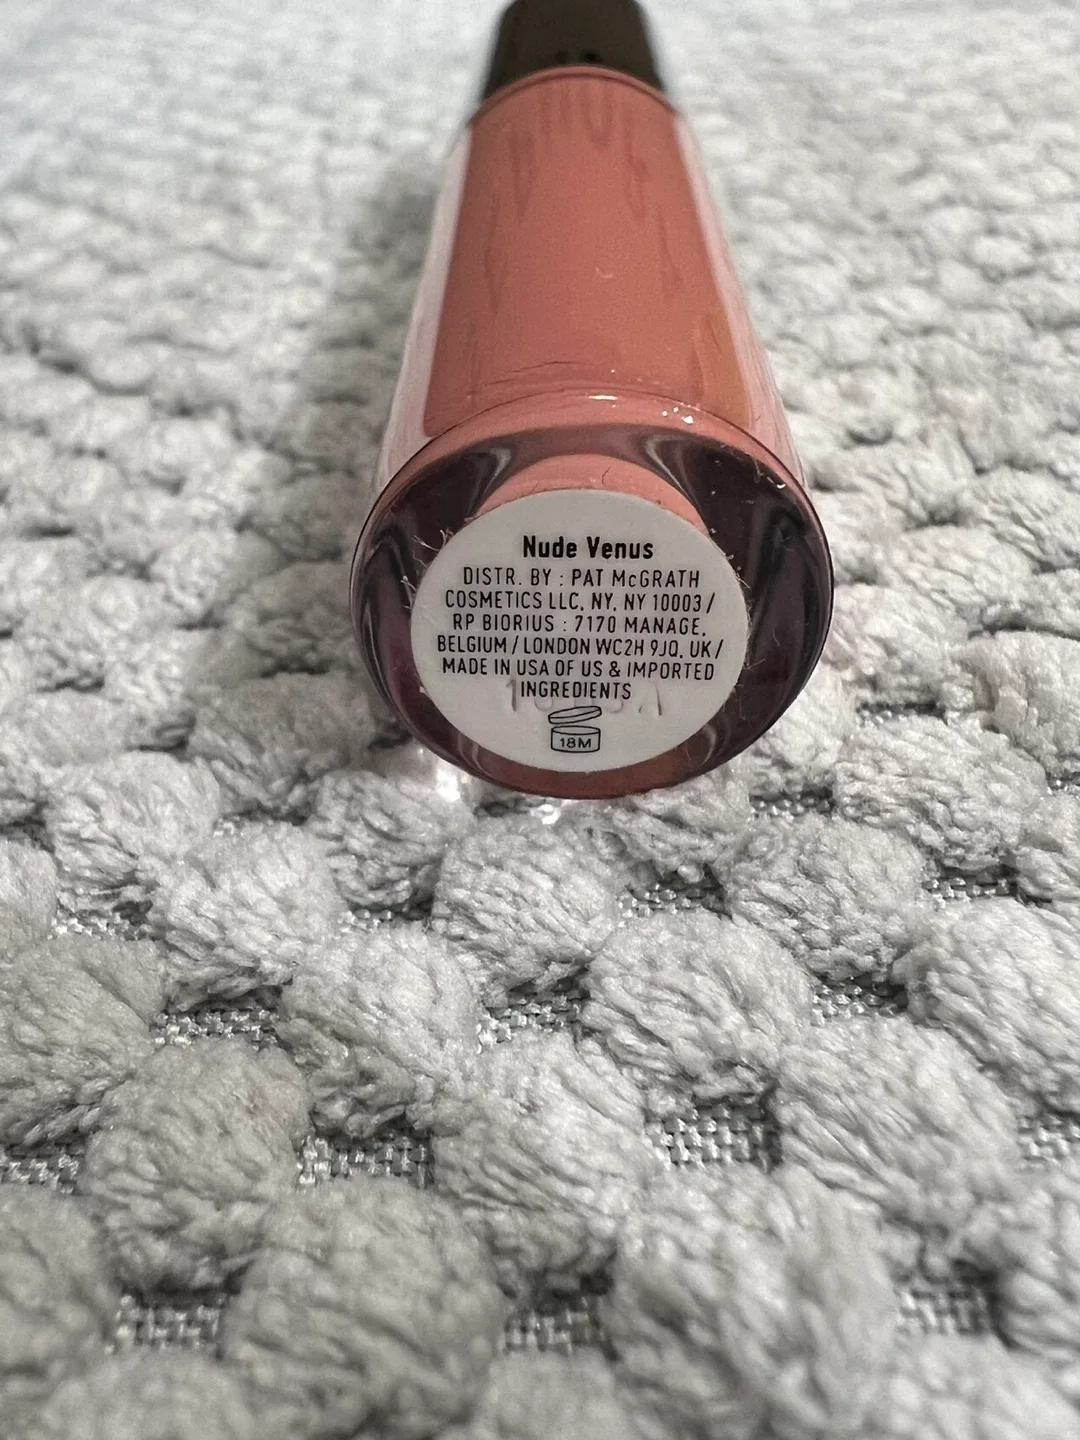 Nude Venus
DISTR. BY : PAT McGRATH
COSMETICS LLC, NY, NY 10003 /
RP BIORIUS : 7170 MANAGE,
BELGIUM / LONDON WC2H 9JQ, UK /
MADE IN USA OF US & IMPORTED
INGREDIENTS
18M